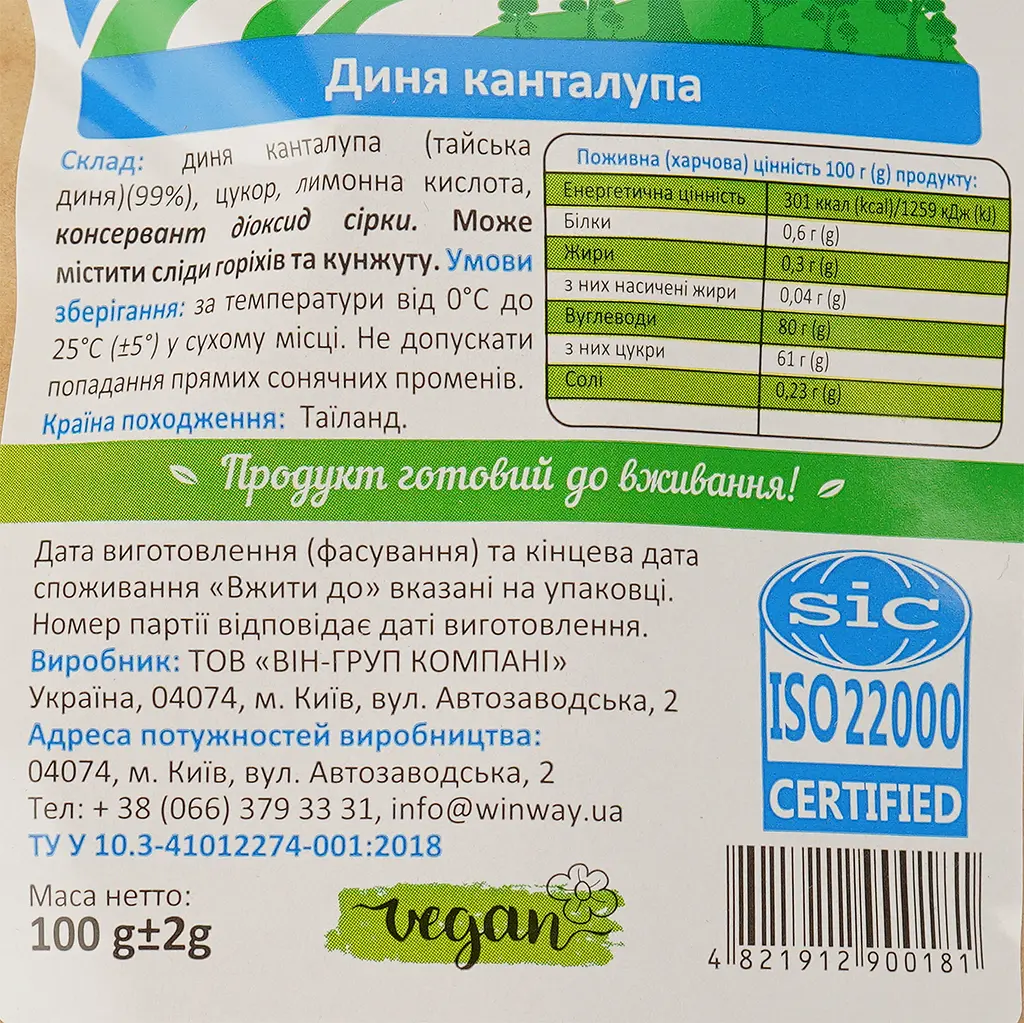 Диня канталупа
Склад: диня канталупа (тайська
диня)(99%), цукор, лимонна кислота,
консервант діоксид сірки. Може
містити сліди горіхів та кунжуту. Умови
зберігання: за температури від 0°C до
25°C (±5°) у сухому місці. Не допускати
попадання прямих сонячних променів.
Країна походження: Таїланд.
Поживна (харчова) цінність 100 г (g) продукту:
Енергетична цінність 301 ккал (kcal)/1259 кДж (kJ)
Білки 0,6 г (g)
Жири 0,3 г (g)
з них насичені жири 0,04 г (g)
Вуглеводи 80 г (g)
з них цукри 61 г (g)
Солі 0,23 г (g)
Продукт готовий до вживання!
Дата виготовлення (фасування) та кінцева дата
споживання «Вжити до» вказані на упаковці.
Номер партії відповідає даті виготовлення.
Виробник: ТОВ «ВІН-ГРУП КОМПАНІ»
Україна, 04074, м. Київ, вул. Автозаводська, 2
Адреса потужностей виробництва:
04074, м. Київ, вул. Автозаводська, 2
Тел: + 38 (066) 379 33 31, info@winway.ua
ТУ У 10.3-41012274-001:2018
Маса нетто:
100 g±2g
vegan
sic
ISO 22000
CERTIFIED
4 821912 900181